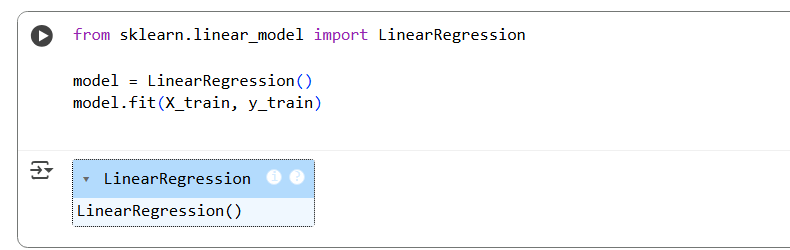 from sklearn.linear_model import LinearRegression
model = LinearRegression()
model.fit(X_train, y_train)
LinearRegression i ?
LinearRegression()